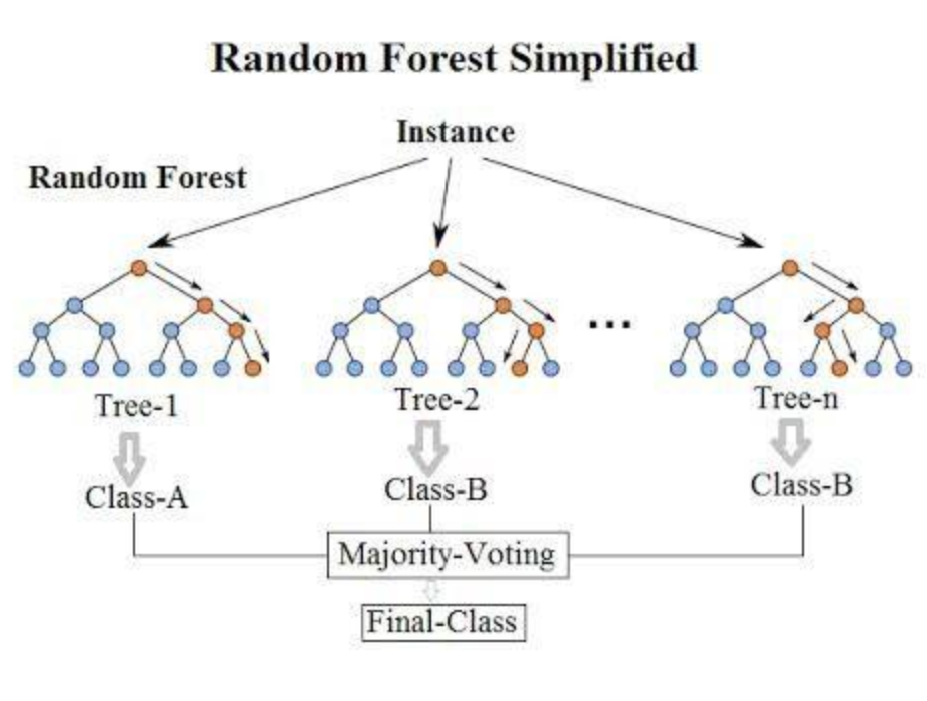 Random Forest Simplified
Instance
Random Forest
...
Tree-1
Tree-2
Tree-n
Class-A
Class-B
Class-B
Majority-Voting
Final-Class